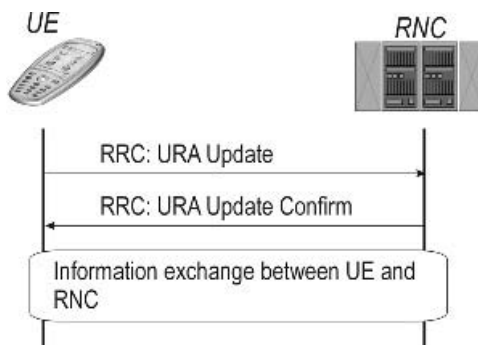 UE
RNC
RRC: URA Update
RRC: URA Update Confirm
Information exchange between UE and
RNC